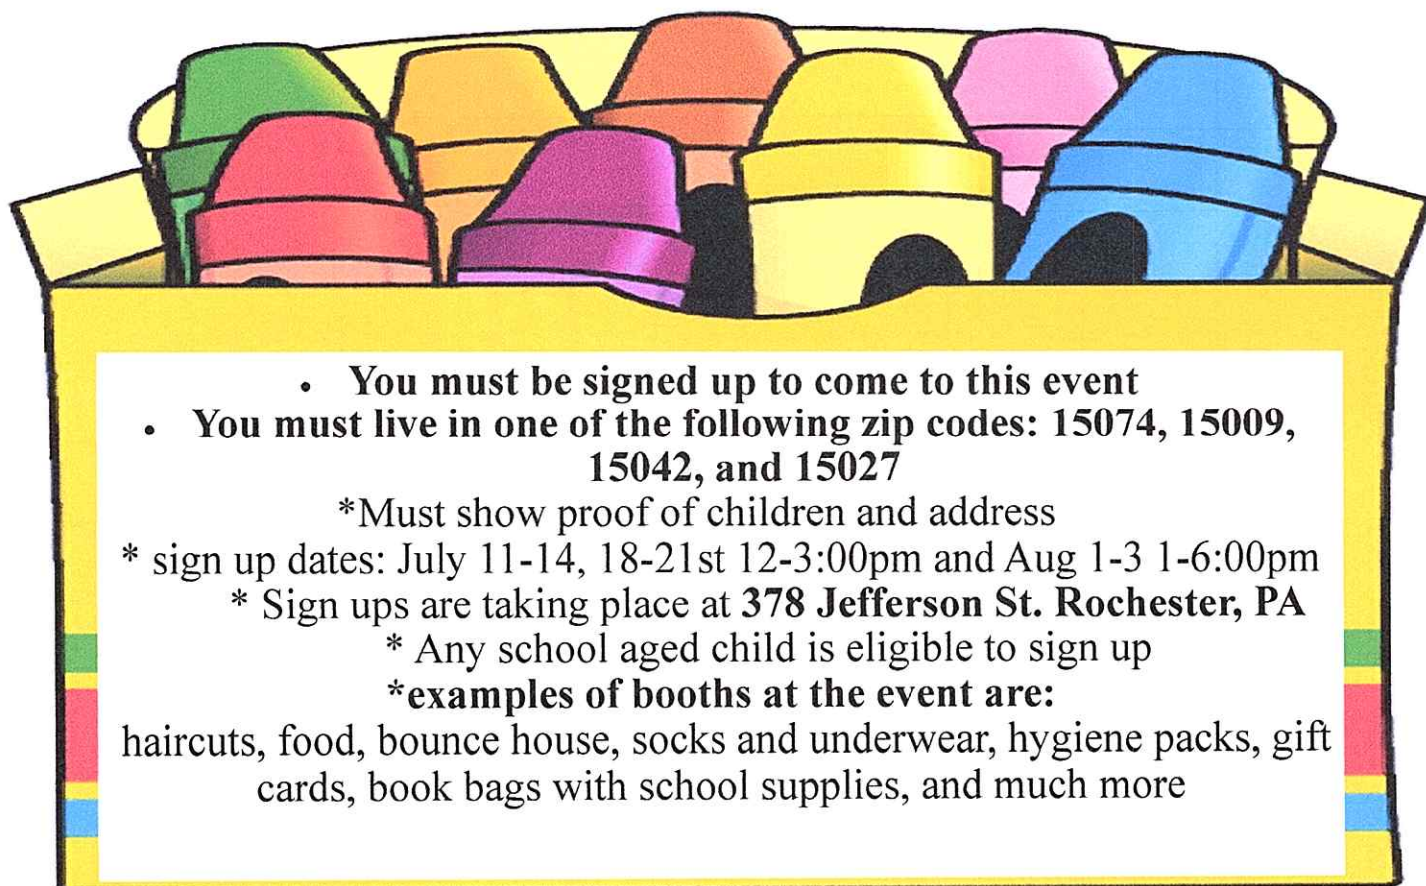 • You must be signed up to come to this event
• You must live in one of the following zip codes: 15074, 15009,
15042, and 15027
*Must show proof of children and address
* sign up dates: July 11-14, 18-21st 12-3:00pm and Aug 1-3 1-6:00pm
* Sign ups are taking place at 378 Jefferson St. Rochester, PA
* Any school aged child is eligible to sign up
*examples of booths at the event are:
haircuts, food, bounce house, socks and underwear, hygiene packs, gift
cards, book bags with school supplies, and much more